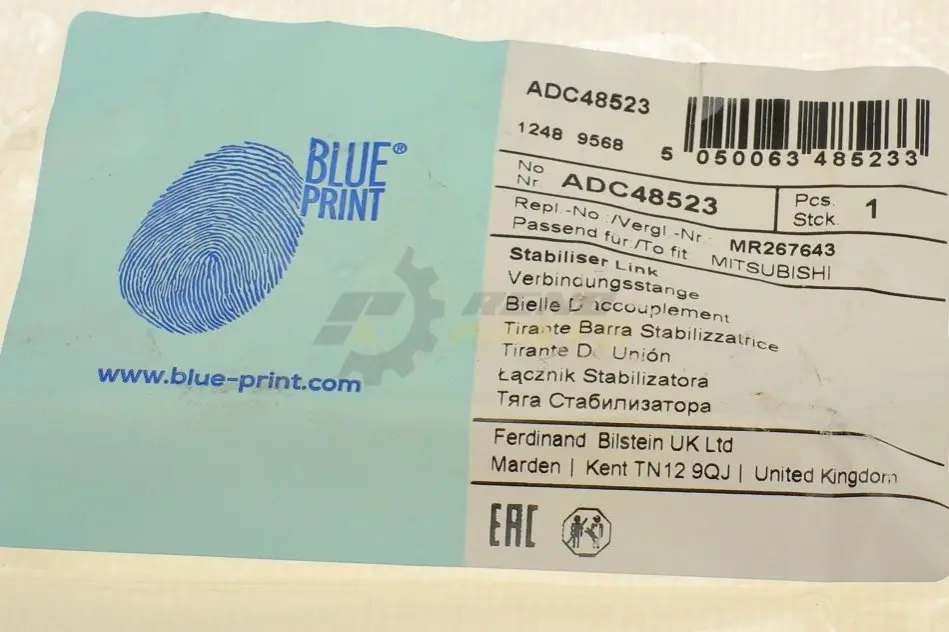 BLUE®
PRINT
www.blue-print.com
ADC48523
1248 9568
5 050063 485233
No
Nr. ADC48523
Pcs.
Stck. 1
Repl.-No.:/Vergl.-Nr.: MR267643
Passend für:/To fit MITSUBISHI
Stabiliser Link
Verbindungsstange
Bielle D'accouplement
Tirante Barra Stabilizzatrice
Tirante De Unión
Łącznik Stabilizatora
Тяга Стабилизатора
Ferdinand Bilstein UK Ltd
Marden | Kent TN12 9QJ | United Kingdom
EAC